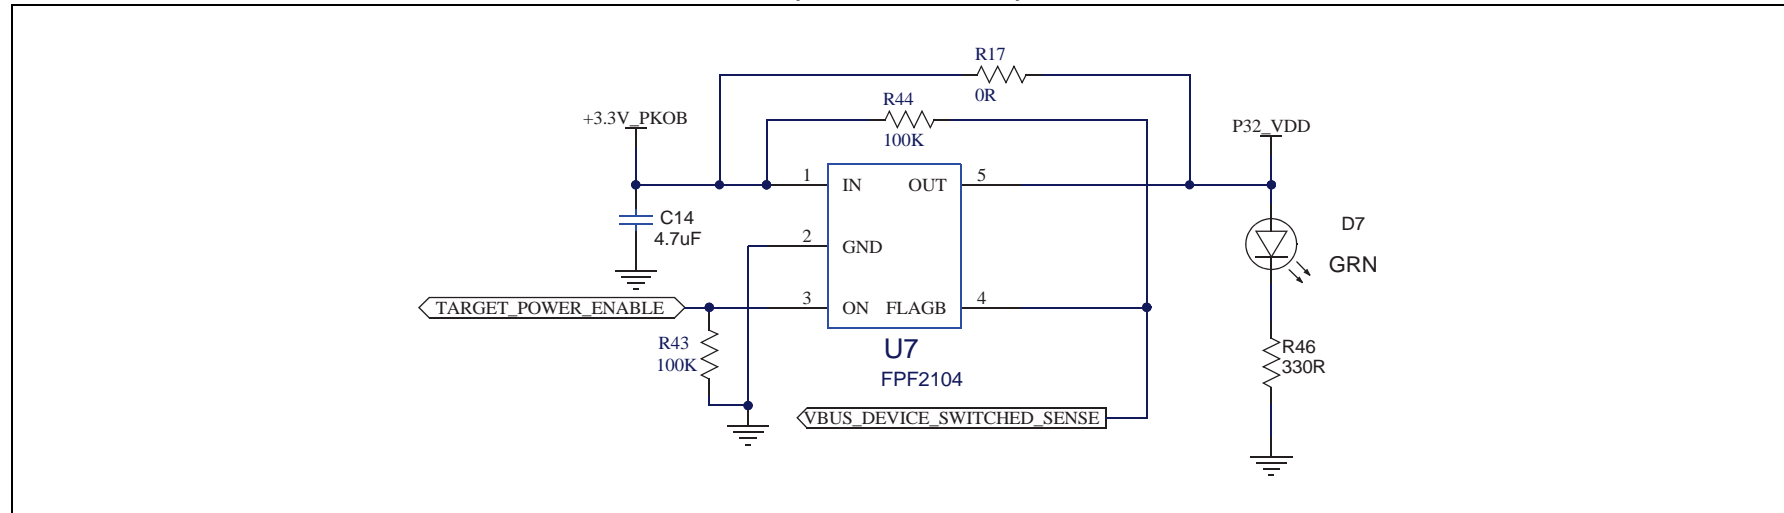 R17
0R
R44
100K
+3.3V_PKOB
P32_VDD
1 IN OUT 5
C14
4.7uF
2 GND
D7
GRN
TARGET_POWER_ENABLE
3 ON FLAGB 4
R43
100K
U7
FPF2104
R46
330R
VBUS_DEVICE_SWITCHED_SENSE